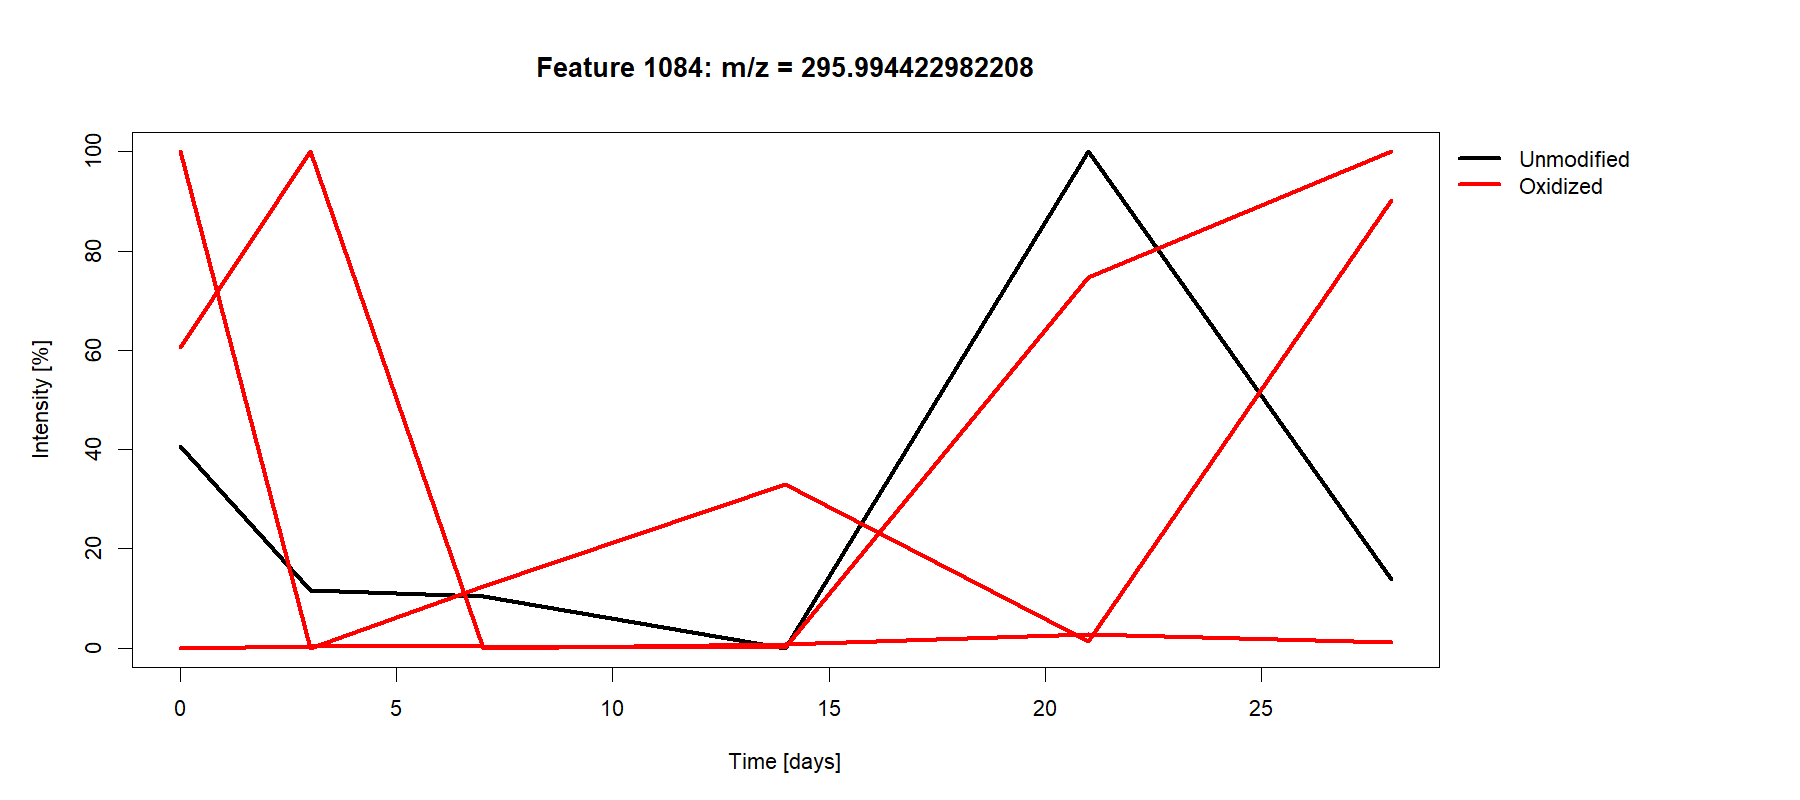 Feature 1084: m/z = 295.994422982208
100
80
60
40
20
0
Intensity [%]
0 5 10 15 20 25
Time [days]
Unmodified
Oxidized